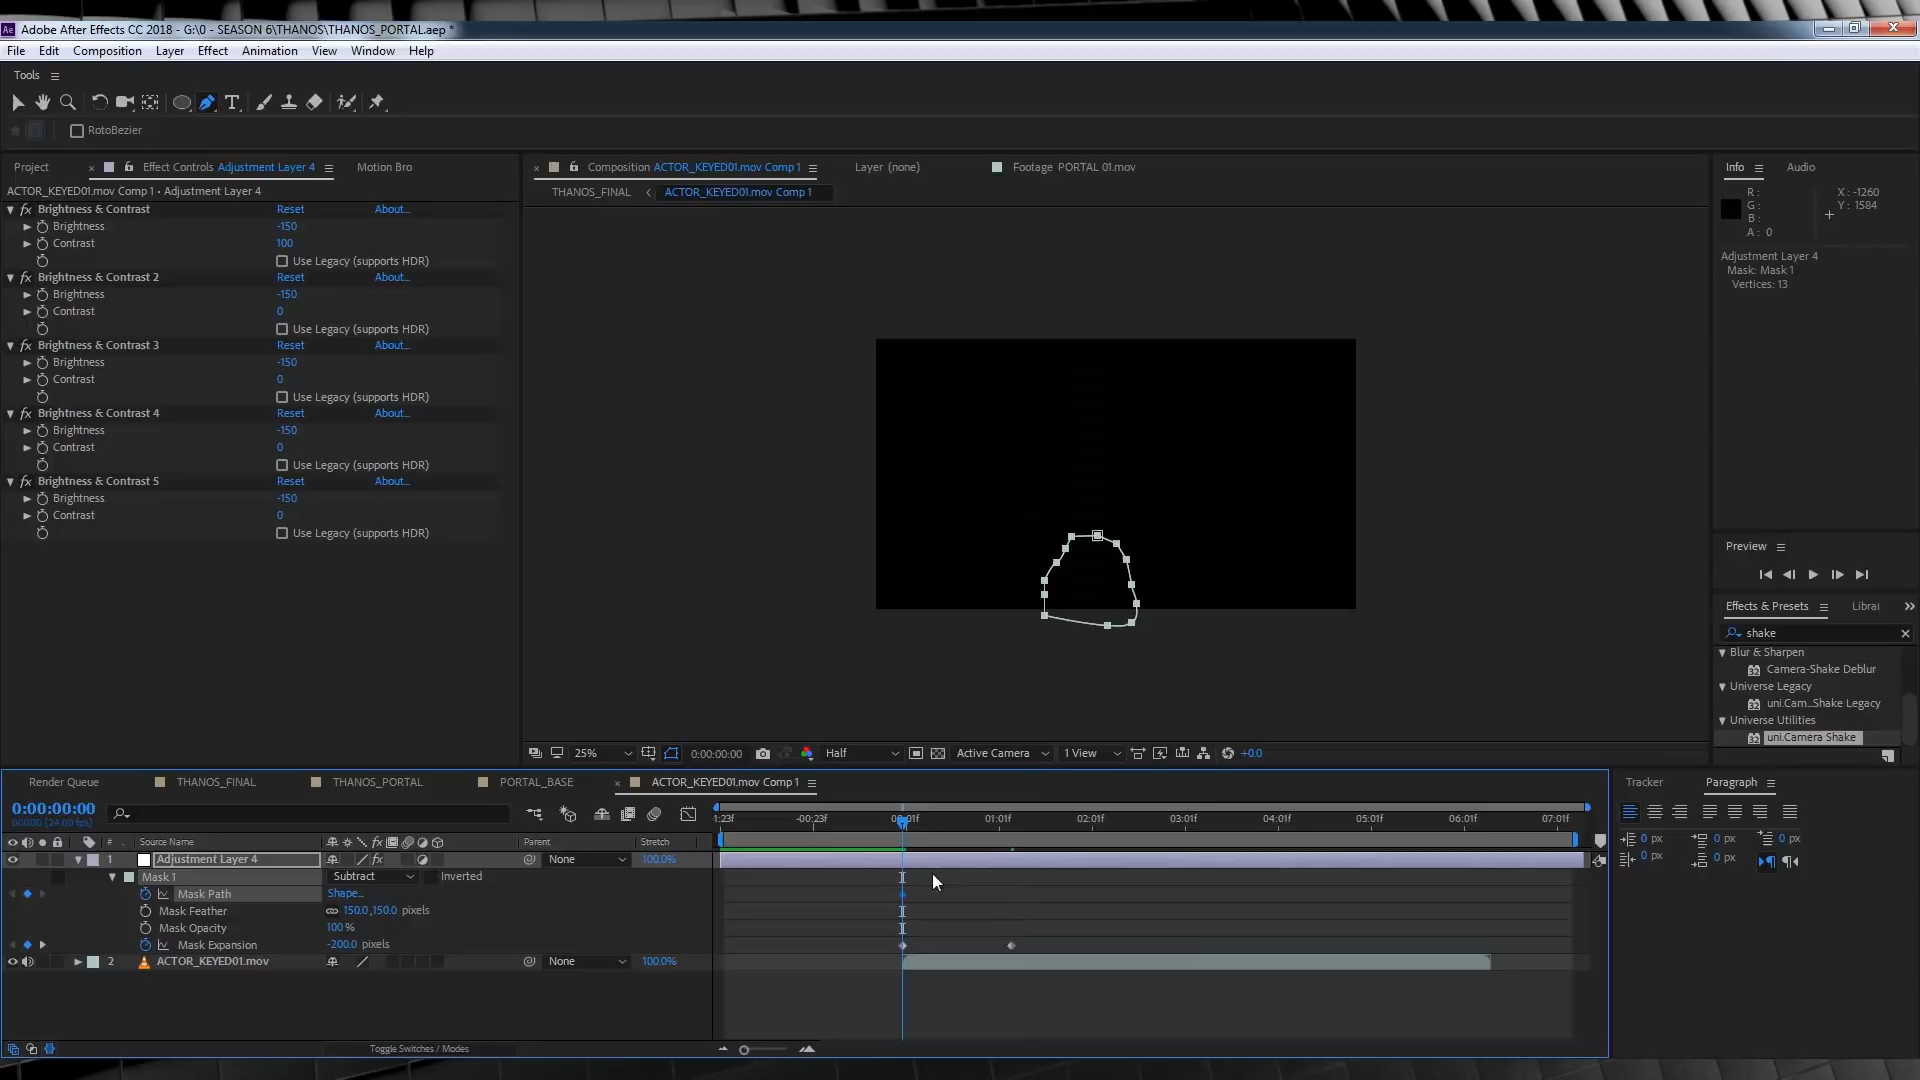 Adobe After Effects CC 2018 - G:\0 - SEASON 6\THANOS\THANOS_PORTAL.aep *
File Edit Composition Layer Effect Animation View Window Help
Tools
RotoBezier
Project Effect Controls Adjustment Layer 4 Motion Bro
ACTOR_KEYED01.mov Comp 1 • Adjustment Layer 4
fx Brightness & Contrast Reset About...
Brightness -150
Contrast 100
Use Legacy (supports HDR)
fx Brightness & Contrast 2 Reset About...
Brightness -150
Contrast 0
Use Legacy (supports HDR)
fx Brightness & Contrast 3 Reset About...
Brightness -150
Contrast 0
Use Legacy (supports HDR)
fx Brightness & Contrast 4 Reset About...
Brightness -150
Contrast 0
Use Legacy (supports HDR)
fx Brightness & Contrast 5 Reset About...
Brightness -150
Contrast 0
Use Legacy (supports HDR)
Composition ACTOR_KEYED01.mov Comp 1 Layer (none) Footage PORTAL 01.mov
THANOS_FINAL ACTOR_KEYED01.mov Comp 1
25% 0:00:00:00 Half Active Camera 1 View +0.0
Info Audio
R :
G :
B :
A : 0
X : -1260
Y : 1584
Adjustment Layer 4
Mask: Mask 1
Vertices: 13
Preview
Effects & Presets Librai
shake
Blur & Sharpen
Camera-Shake Deblur
Universe Legacy
uni.Cam...Shake Legacy
Universe Utilities
uni.Camera Shake
Render Queue THANOS_FINAL THANOS_PORTAL PORTAL_BASE ACTOR_KEYED01.mov Comp 1
0:00:00:00
00000 (24.00 fps)
1:23f -00:23f 00:01f 01:01f 02:01f 03:01f 04:01f 05:01f 06:01f 07:01f
# Source Name fx Parent Stretch
1 Adjustment Layer 4 fx None 100.0%
Mask 1 Subtract Inverted
Mask Path Shape...
Mask Feather 150.0,150.0 pixels
Mask Opacity 100 %
Mask Expansion -200.0 pixels
2 ACTOR_KEYED01.mov None 100.0%
Toggle Switches / Modes
Tracker Paragraph
0 px 0 px 0 px
0 px 0 px